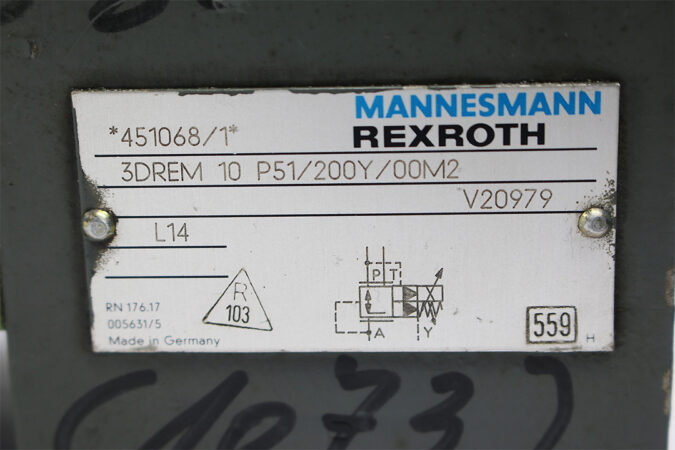 MANNESMANN
REXROTH
*451068/1*
3DREM 10 P51/200Y/00M2
V20979
L14
P T
A Y
R
103
RN 176.17
005631/5
Made in Germany
559
H
(1073)